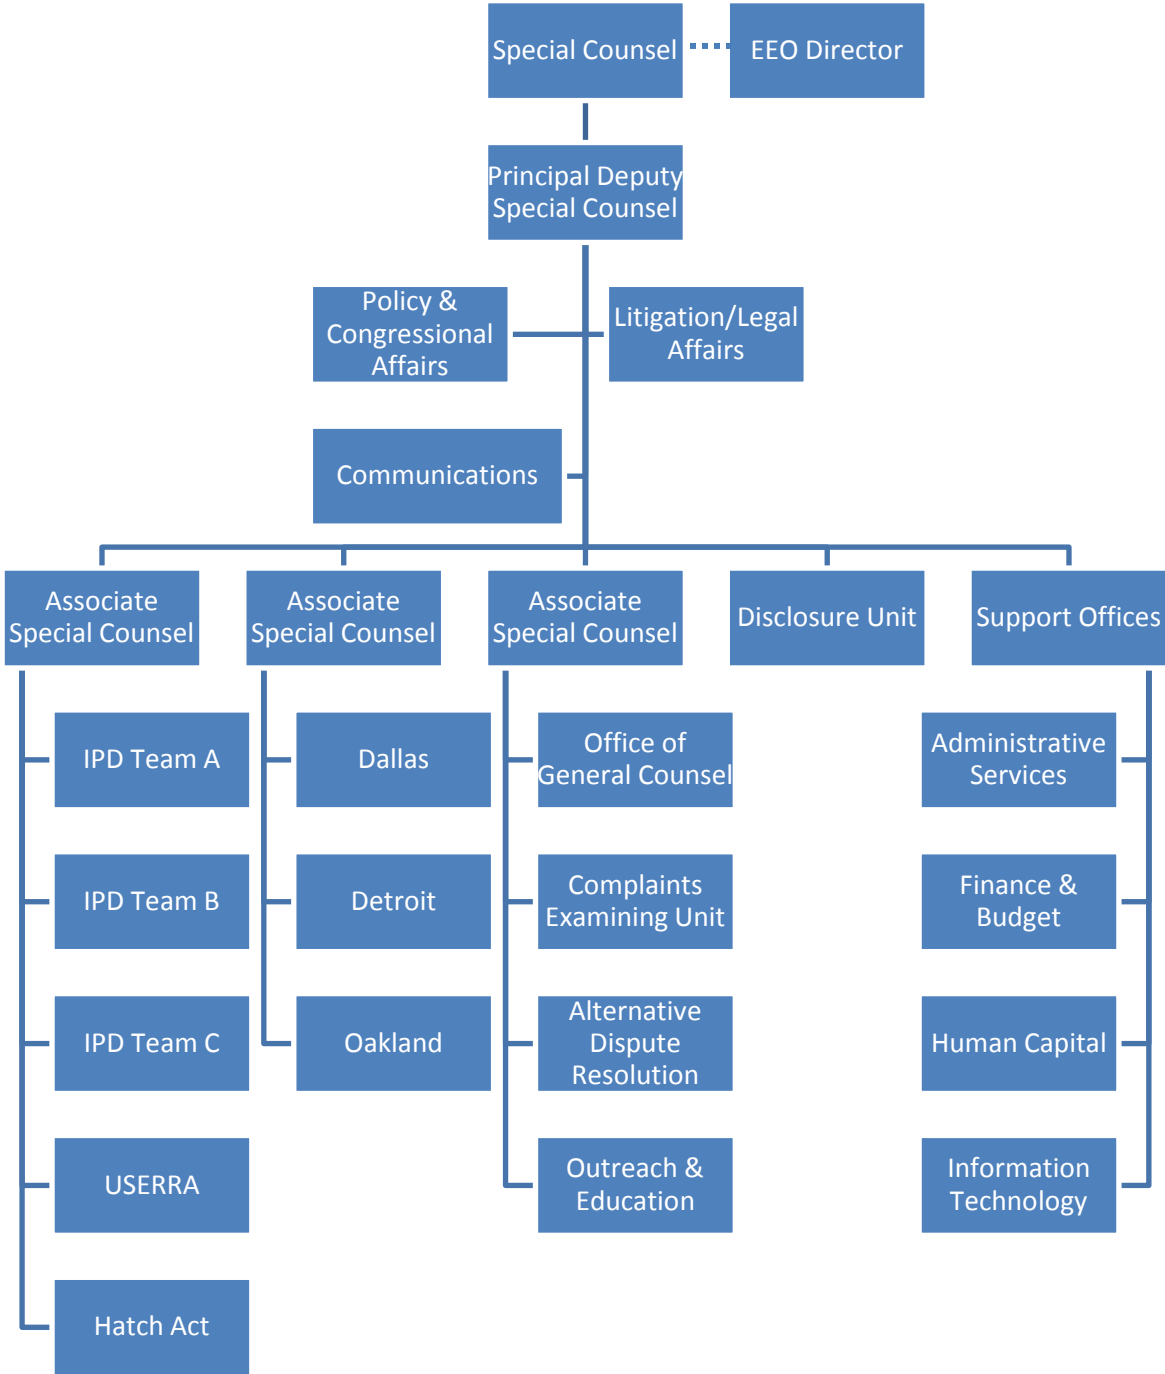 Special Counsel
EEO Director
Principal Deputy
Special Counsel
Policy &
Congressional
Affairs
Litigation/Legal
Affairs
Communications
Associate
Special Counsel
Associate
Special Counsel
Associate
Special Counsel
Disclosure Unit
Support Offices
IPD Team A
IPD Team B
IPD Team C
USERRA
Hatch Act
Dallas
Detroit
Oakland
Office of
General Counsel
Complaints
Examining Unit
Alternative
Dispute
Resolution
Outreach &
Education
Administrative
Services
Finance &
Budget
Human Capital
Information
Technology